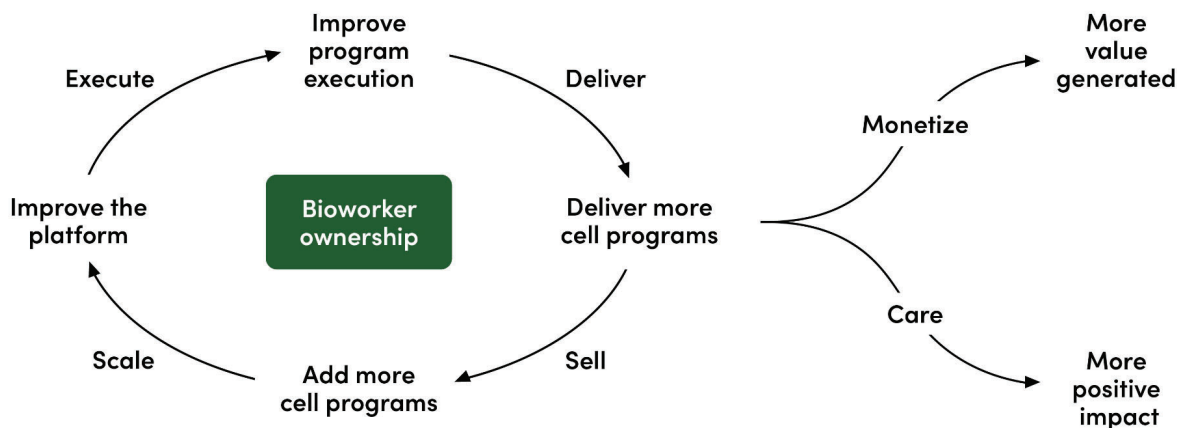 Improve
program
execution
Execute
Deliver
Improve the
platform
Bioworker
ownership
Deliver more
cell programs
Scale
Sell
Add more
cell programs
More
value
generated
Monetize
Care
More
positive
impact